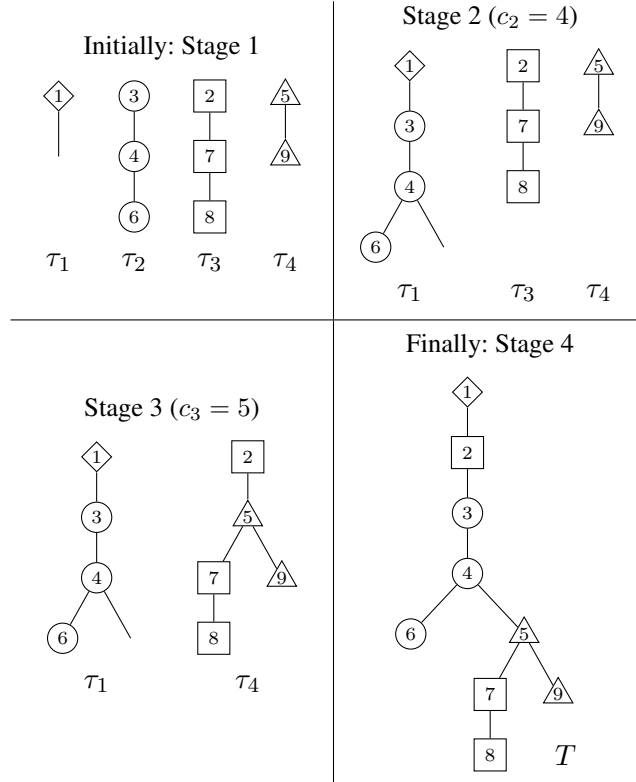 Initially: Stage 1
1 3 2 5
4 7 9
6 8
τ₁ τ₂ τ₃ τ₄
Stage 2 (c₂ = 4)
1 2 5
3 7 9
4 8
6
τ₁ τ₃ τ₄
Stage 3 (c₃ = 5)
1 2
3 5
4 7 9
6 8
τ₁ τ₄
Finally: Stage 4
1
2
3
4
6 5
7 9
8 T